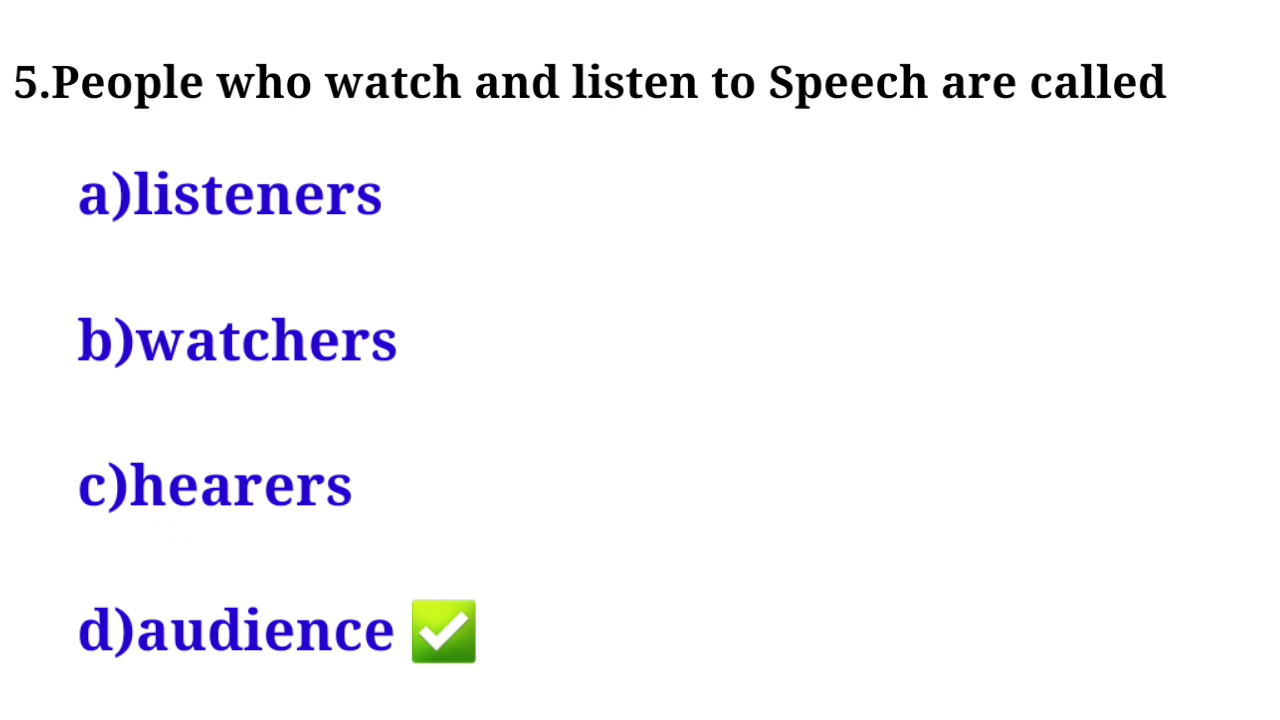 5.People who watch and listen to Speech are called
a)listeners
b)watchers
c)hearers
d)audience ✅